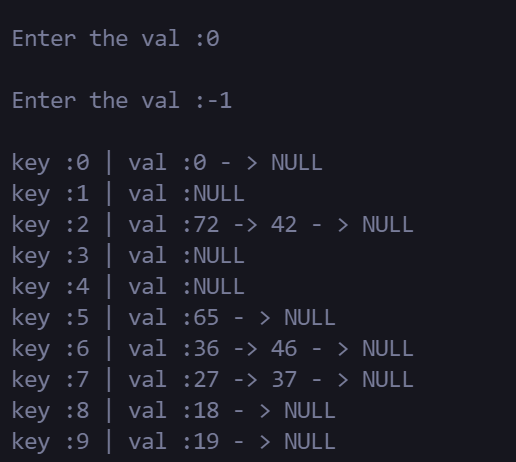 Enter the val :0
Enter the val :-1
key :0 | val :0 - > NULL
key :1 | val :NULL
key :2 | val :72 -> 42 - > NULL
key :3 | val :NULL
key :4 | val :NULL
key :5 | val :65 - > NULL
key :6 | val :36 -> 46 - > NULL
key :7 | val :27 -> 37 - > NULL
key :8 | val :18 - > NULL
key :9 | val :19 - > NULL